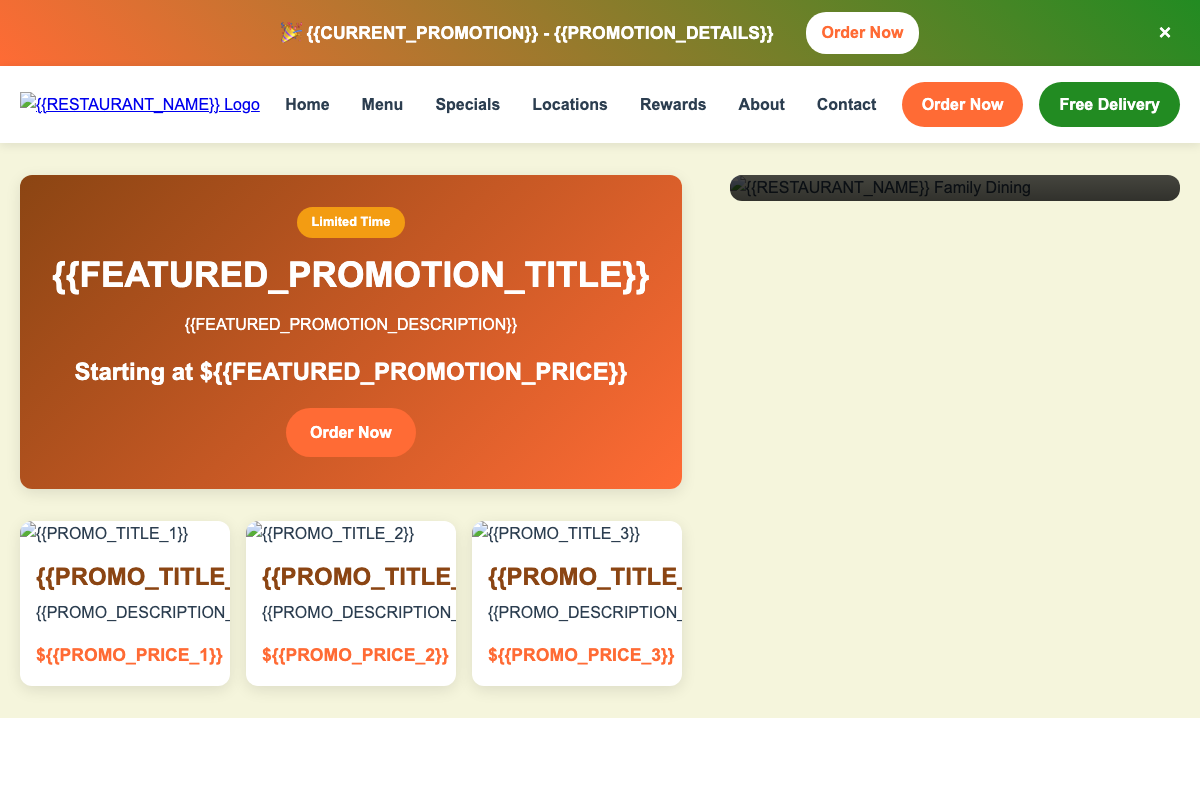 🎉 {{CURRENT_PROMOTION}} - {{PROMOTION_DETAILS}} Order Now ×
{{RESTAURANT_NAME}} Logo Home Menu Specials Locations Rewards About Contact Order Now Free Delivery
Limited Time
{{FEATURED_PROMOTION_TITLE}}
{{FEATURED_PROMOTION_DESCRIPTION}}
Starting at ${{FEATURED_PROMOTION_PRICE}}
Order Now
{{RESTAURANT_NAME}} Family Dining
{{PROMO_TITLE_1}} {{PROMO_TITLE_2}} {{PROMO_TITLE_3}}
{{PROMO_TITLE_ {{PROMO_TITLE_ {{PROMO_TITLE_
{{PROMO_DESCRIPTION_ {{PROMO_DESCRIPTION_ {{PROMO_DESCRIPTION_
${{PROMO_PRICE_1}} ${{PROMO_PRICE_2}} ${{PROMO_PRICE_3}}